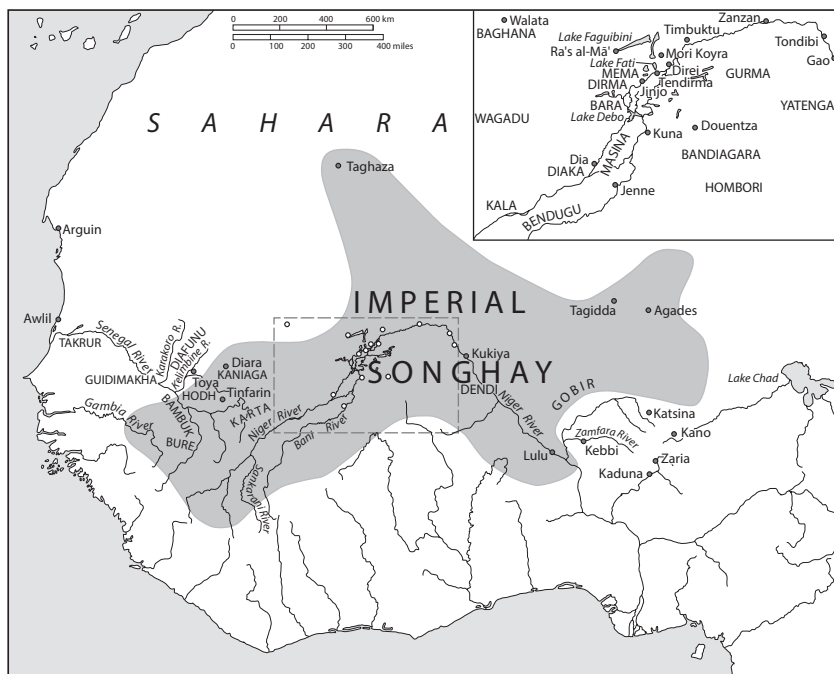 0 200 400 600 km
0 100 200 300 400 miles
Walata
BAGHANA
Lake Faguibini
Ra's al-Mā'
Zanzan
Timbuktu
Tondibi
Mori Koyra
Gao
Lake Fati
MEMA
Direi
DIRMA
Tendirma
GURMA
Jinjo
BARA
YATENGA
WAGADU
Lake Debo
Kuna
Douentza
MASINA
BANDIAGARA
Dia
DIAKA
Jenne
HOMBORI
KALA
BENDUGU
SAHARA
Taghaza
Arguin
Awlil
TAKRUR
Senegal River
Karakoro R.
DIAFUNU
Kelimbine R.
GUIDIMAKHA
Diara
KANIAGA
Toya
HODH
Tinfarin
Gambia River
BAMBUK
KARTA
BURE
Niger River
Bani River
Sankarani River
IMPERIAL
SONGHAY
Tagidda
Agades
Kukiya
DENDI
Niger River
GOBIR
Lake Chad
Katsina
Kano
Zamfara River
Kebbi
Lulu
Zaria
Kaduna